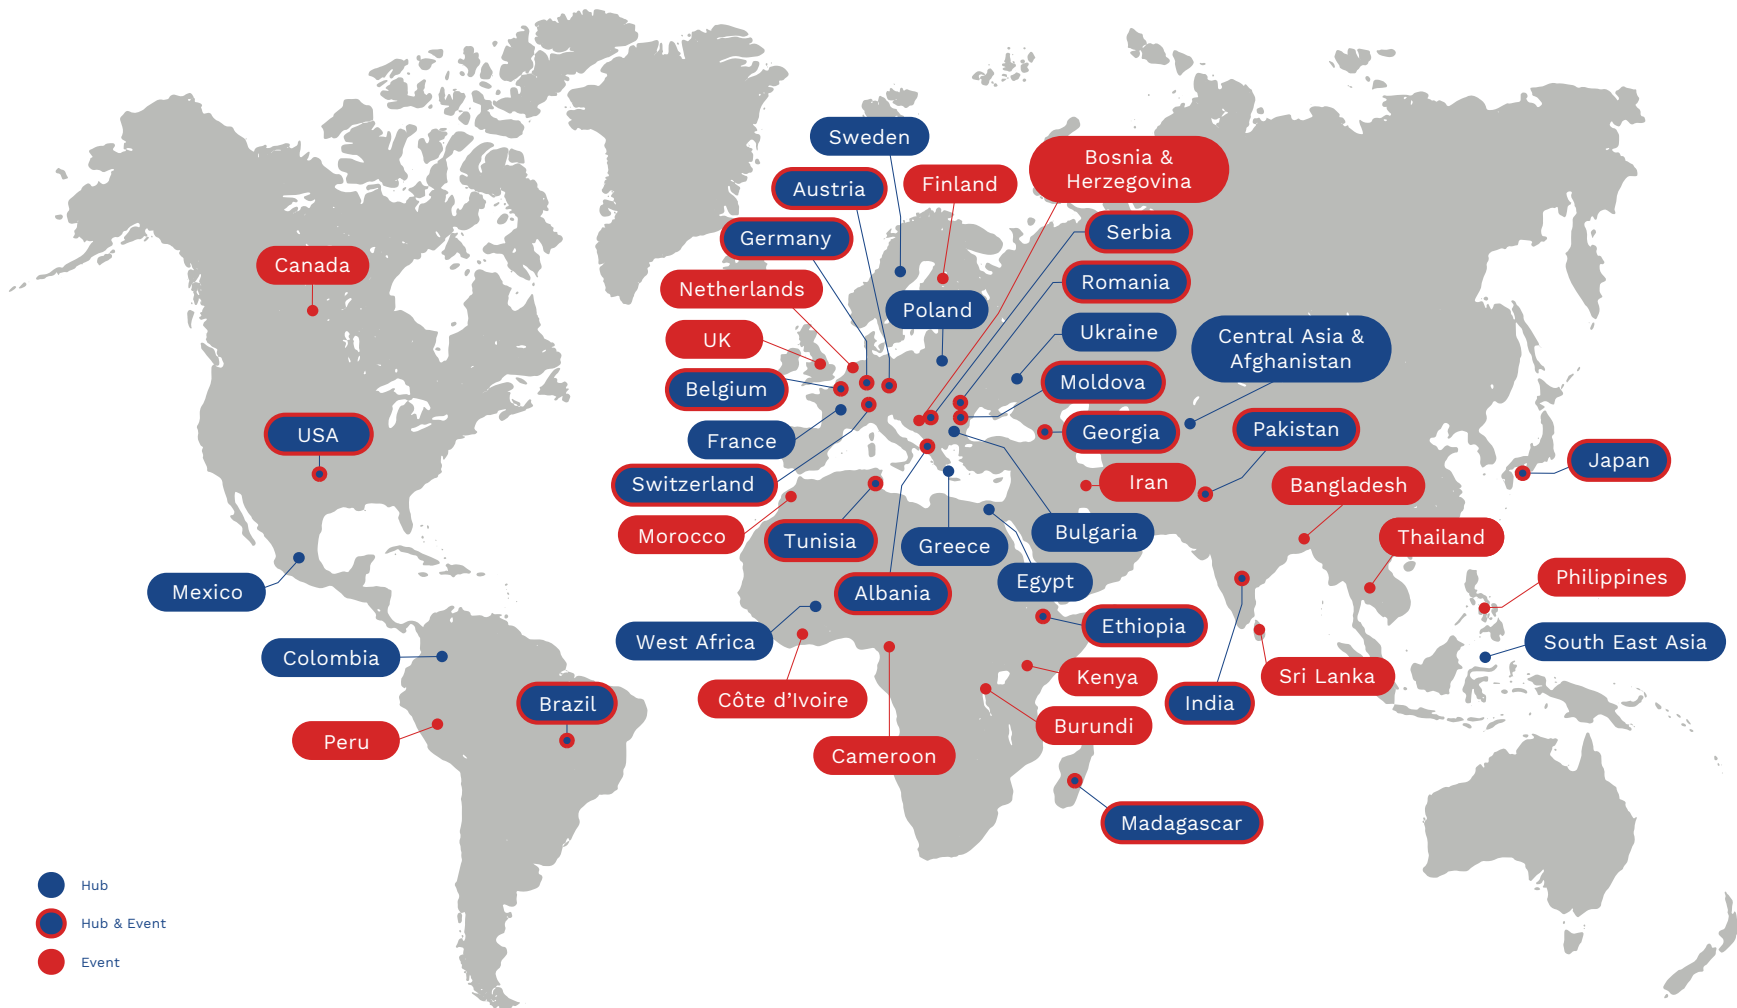 Sweden
Bosnia &
Herzegovina
Austria
Finland
Germany
Serbia
Canada
Netherlands
Romania
Poland
Ukraine
Central Asia &
Afghanistan
UK
Belgium
Moldova
USA
France
Georgia
Pakistan
Japan
Switzerland
Iran
Bangladesh
Morocco
Tunisia
Greece
Bulgaria
Thailand
Mexico
Albania
Egypt
Philippines
West Africa
Ethiopia
South East Asia
Colombia
Côte d’Ivoire
Kenya
Sri Lanka
Brazil
India
Peru
Cameroon
Burundi
Madagascar
Hub
Hub & Event
Event